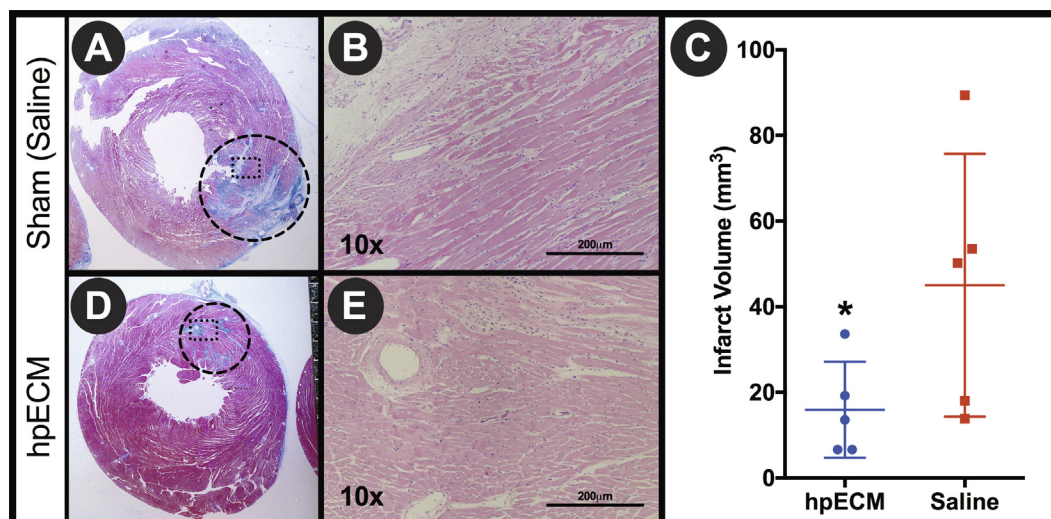 Sham (Saline)
A
B
10x
200μm
hpECM
D
E
10x
200μm
C
Infarct Volume (mm³)
100
80
60
40
20
0
*
hpECM
Saline